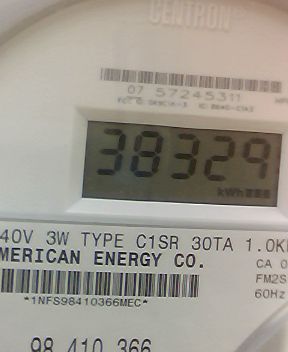 CENTRON
07 57245311
38329
kWh
40V 3W TYPE C1SR 30TA 1.0K
MERICAN ENERGY CO.
CA 0
FM2S
60Hz
*1NFS98410366MEC*
98 410 366